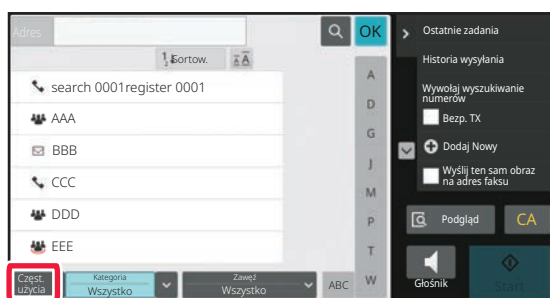 Adres
OK
Sortow.
search 0001register 0001
AAA
BBB
CCC
DDD
EEE
A
D
G
J
M
P
T
W
Częst.
użycia
Kategoria
Wszystko
Zawęź
Wszystko
ABC
Ostatnie zadania
Historia wysyłania
Wywołaj wyszukiwanie
numerów
Bezp. TX
Dodaj Nowy
Wyślij ten sam obraz
na adres faksu
Podgląd
CA
Głośnik
Start